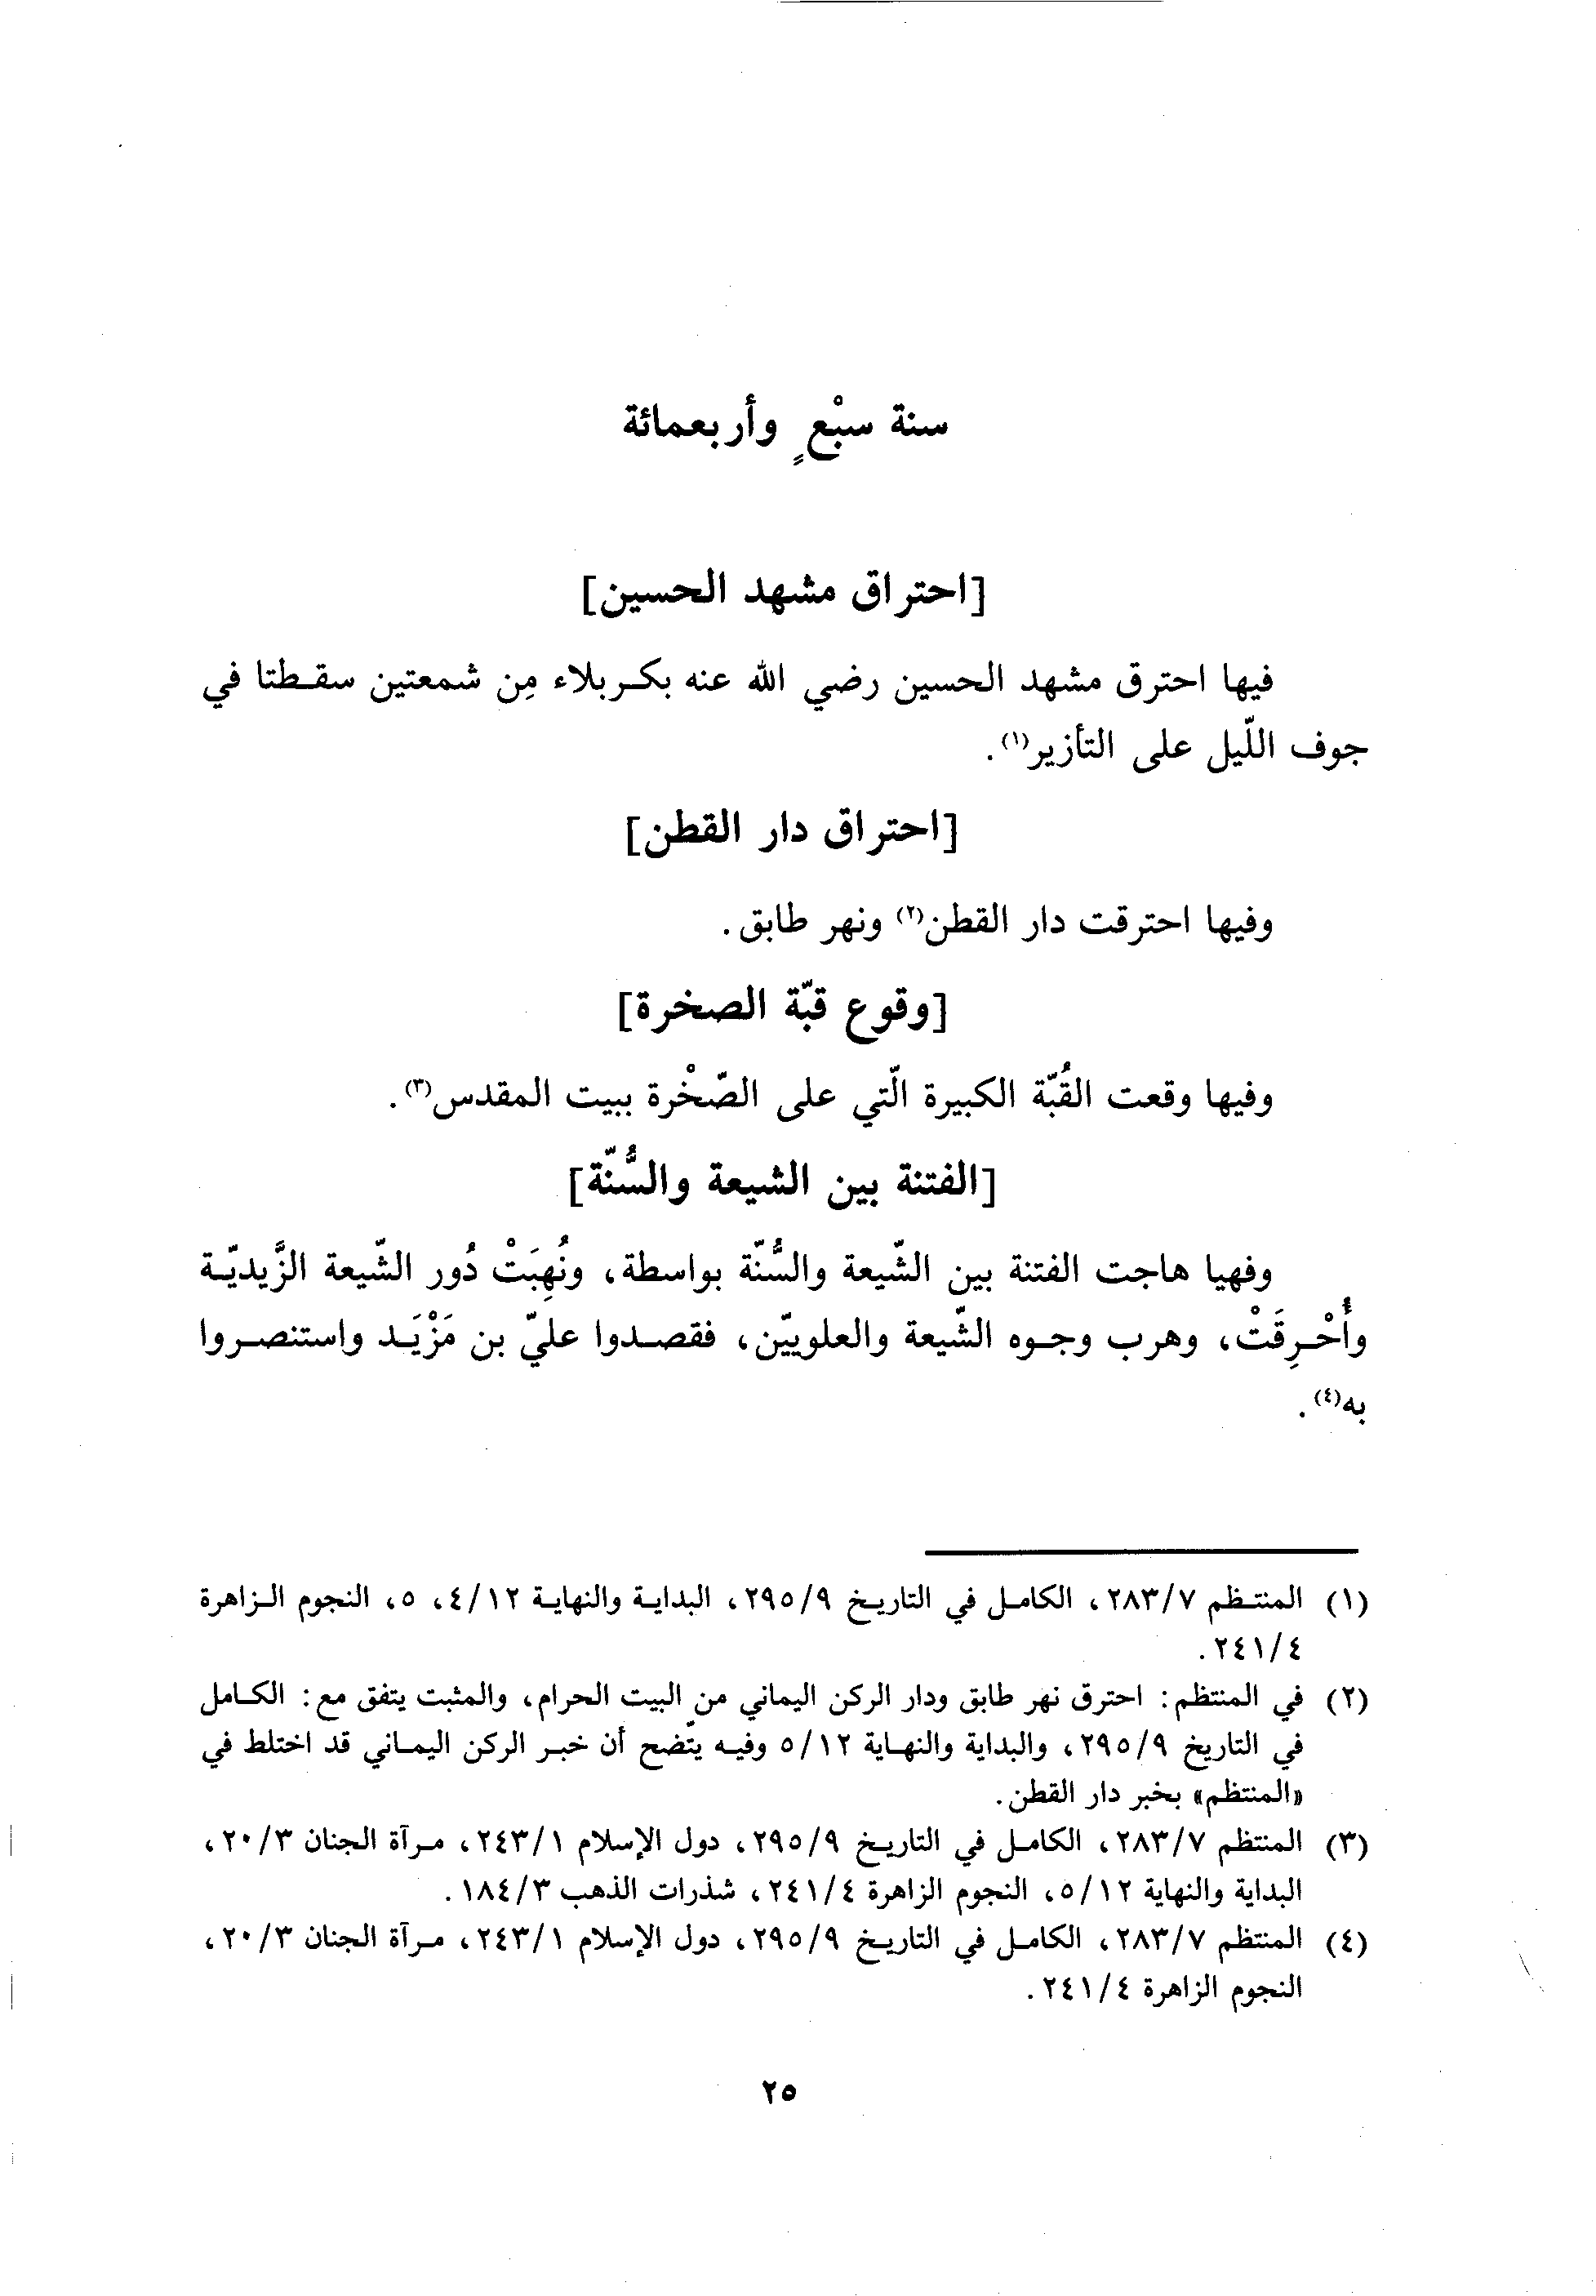 سنة سبْعٍ وأربعمائة
[احتراق مشهد الحسين]
فيها احترق مشهد الحسين رضي الله عنه بكربلاء مِن شمعتين سقطتا في
جوف اللّيل على التأزير(١).
[احتراق دار القطن]
وفيها احترقت دار القطن(٢) ونهر طابق.
[وقوع قبّة الصخرة]
وفيها وقعت القُبّة الكبيرة الّتي على الصّخْرة ببيت المقدس(٣).
[الفتنة بين الشيعة والسُّنّة]
وفهيا هاجت الفتنة بين الشّيعة والسُّنّة بواسطة، ونُهِبَتْ دُور الشّيعة الزَّيديّة
وأُحْرِقَتْ، وهرب وجوه الشّيعة والعلويّين، فقصدوا عليّ بن مَزْيَد واستنصروا
به(٤).
(١) المنتظم ٢٨٣/٧، الكامل في التاريخ ٢٩٥/٩، البداية والنهاية ٤/١٢، ٥، النجوم الزاهرة
٢٤١/٤.
(٢) في المنتظم: احترق نهر طابق ودار الركن اليماني من البيت الحرام، والمثبت يتفق مع: الكامل
في التاريخ ٢٩٥/٩، والبداية والنهاية ٥/١٢ وفيه يتّضح أن خبر الركن اليماني قد اختلط في
«المنتظم» بخبر دار القطن.
(٣) المنتظم ٢٨٣/٧، الكامل في التاريخ ٢٩٥/٩، دول الإسلام ٢٤٣/١، مرآة الجنان ٢٠/٣،
البداية والنهاية ٥/١٢، النجوم الزاهرة ٢٤١/٤، شذرات الذهب ١٨٤/٣.
(٤) المنتظم ٢٨٣/٧، الكامل في التاريخ ٢٩٥/٩، دول الإسلام ٢٤٣/١، مرآة الجنان ٢٠/٣،
النجوم الزاهرة ٢٤١/٤.
٢٥